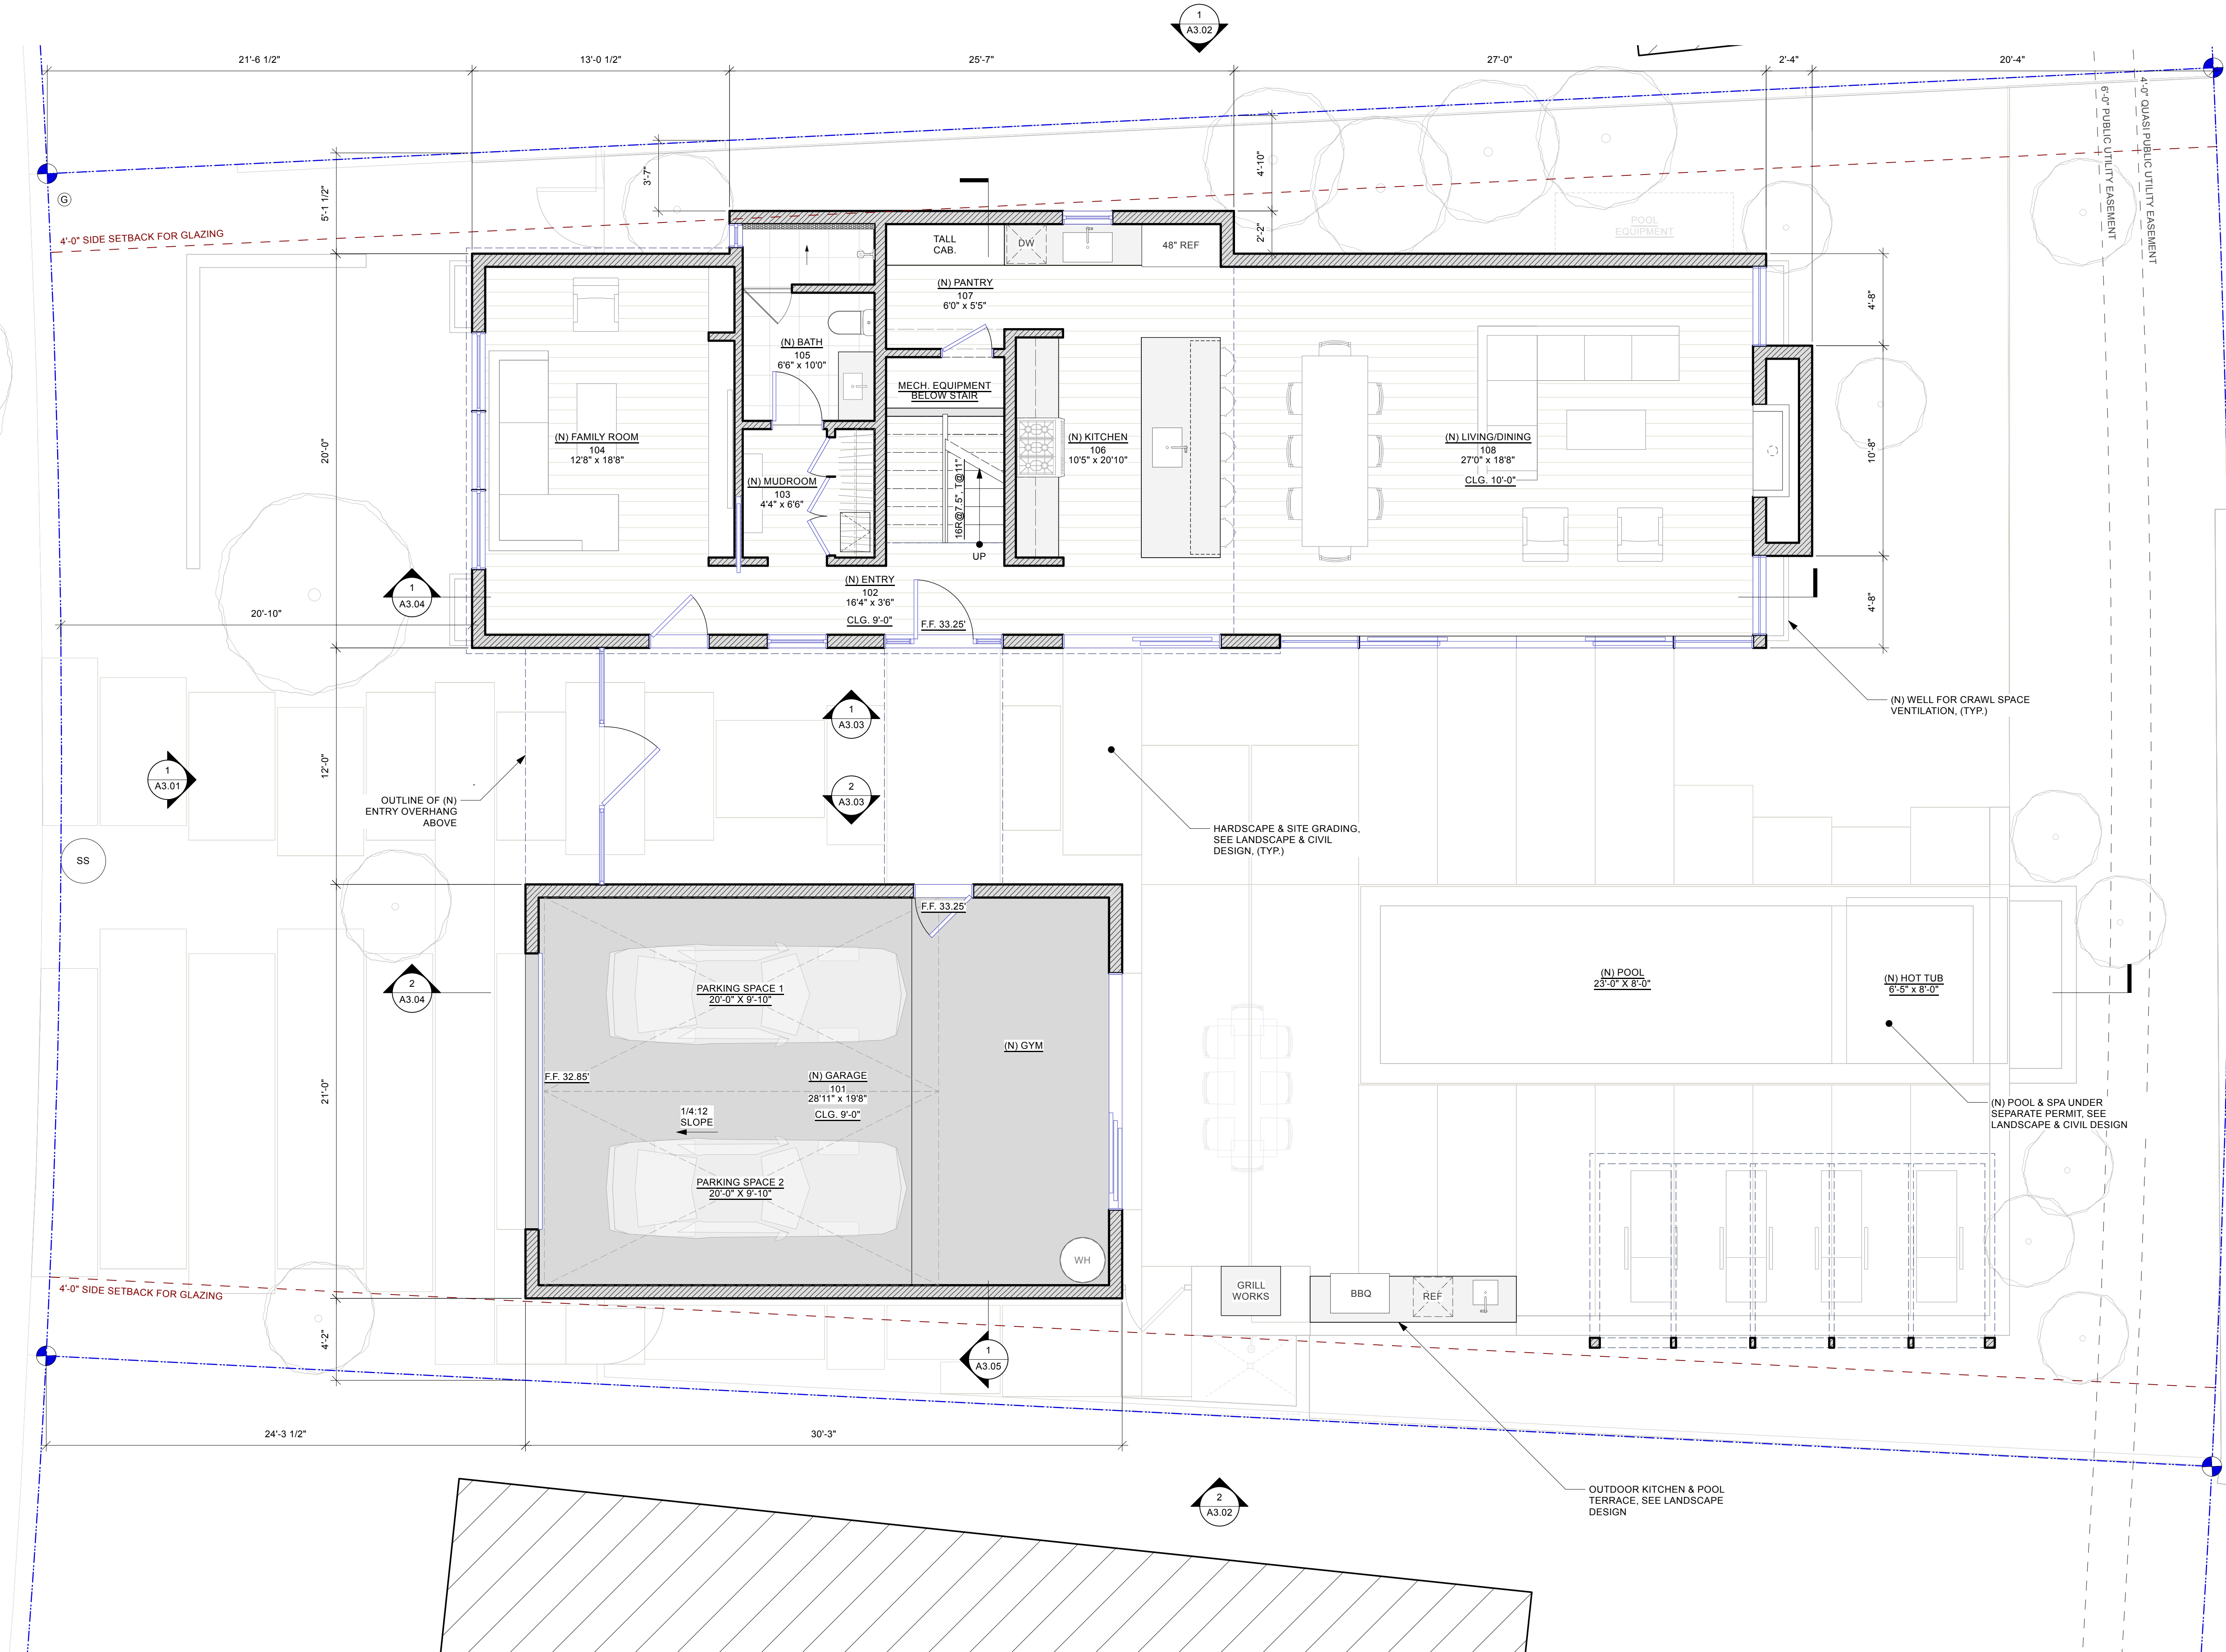 1
A3.02
21'-6 1/2"
13'-0 1/2"
25'-7"
27'-0"
2'-4"
20'-4"
6'-0" PUBLIC UTILITY EASEMENT
4'-0" QUASI PUBLIC UTILITY EASEMENT
G
4'-0" SIDE SETBACK FOR GLAZING
5'-1 1/2"
3'-7"
4'-10"
2'-2"
POOL
EQUIPMENT
TALL
CAB.
DW
48" REF
(N) PANTRY
107
6'0" x 5'5"
(N) BATH
105
6'6" x 10'0"
MECH. EQUIPMENT
BELOW STAIR
4'-8"
(N) FAMILY ROOM
104
12'8" x 18'8"
20'-0"
(N) MUDROOM
103
4'4" x 6'6"
16R@7.5", T@11"
UP
(N) KITCHEN
106
10'5" x 20'10"
(N) LIVING/DINING
108
27'0" x 18'8"
CLG. 10'-0"
10'-8"
1
A3.04
20'-10"
(N) ENTRY
102
16'4" x 3'6"
CLG. 9'-0"
F.F. 33.25'
4'-8"
(N) WELL FOR CRAWL SPACE
VENTILATION, (TYP.)
1
A3.03
12'-0"
1
A3.01
2
A3.03
OUTLINE OF (N)
ENTRY OVERHANG
ABOVE
HARDSCAPE & SITE GRADING,
SEE LANDSCAPE & CIVIL
DESIGN, (TYP.)
SS
F.F. 33.25'
2
A3.04
PARKING SPACE 1
20'-0" X 9'-10"
(N) GYM
(N) POOL
23'-0" X 8'-0"
(N) HOT TUB
6'-5" x 8'-0"
F.F. 32.85'
(N) GARAGE
101
28'11" x 19'8"
CLG. 9'-0"
21'-0"
1/4:12
SLOPE
(N) POOL & SPA UNDER
SEPARATE PERMIT, SEE
LANDSCAPE & CIVIL DESIGN
PARKING SPACE 2
20'-0" X 9'-10"
WH
4'-0" SIDE SETBACK FOR GLAZING
GRILL
WORKS
BBQ
REF
4'-2"
1
A3.05
24'-3 1/2"
30'-3"
2
A3.02
OUTDOOR KITCHEN & POOL
TERRACE, SEE LANDSCAPE
DESIGN